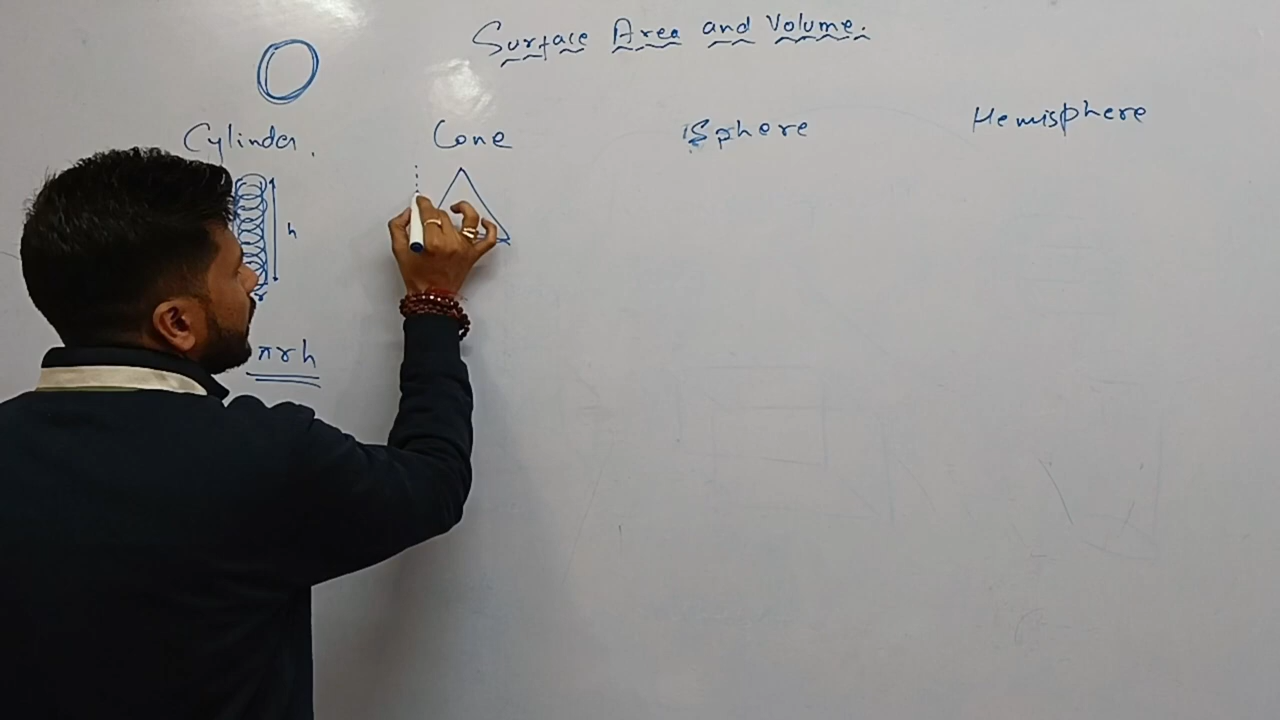 Surface Area and Volume.
Cylinder. Cone Sphere Hemisphere
h
r
πrh